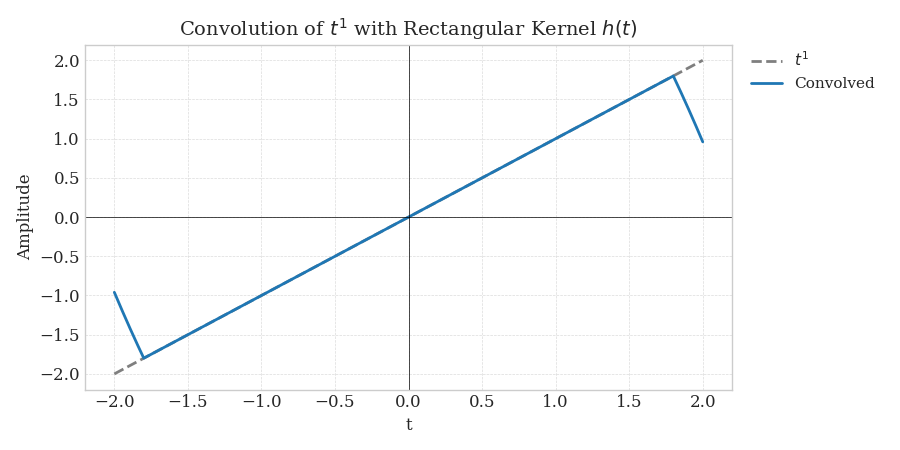 Convolution of $t^1$ with Rectangular Kernel $h(t)$
t¹
Convolved
Amplitude
2.0
1.5
1.0
0.5
0.0
−0.5
−1.0
−1.5
−2.0
−2.0 −1.5 −1.0 −0.5 0.0 0.5 1.0 1.5 2.0
t